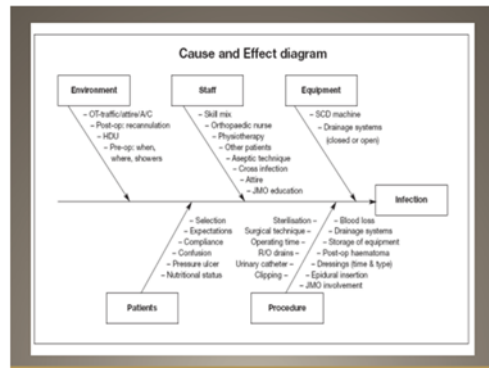 Cause and Effect diagram
Environment
Staff
Equipment
– OT-traffic/attire/A/C
– Post-op: recannulation
– HDU
– Pre-op: when,
where, showers
– Skill mix
– Orthopaedic nurse
– Physiotherapy
– Other patients
– Aseptic technique
– Cross infection
– Attire
– JMO education
– SCD machine
– Drainage systems
(closed or open)
Infection
– Selection
– Expectations
– Compliance
– Confusion
– Pressure ulcer
– Nutritional status
Sterilisation –
Surgical technique –
Operating time –
R/O drains –
Urinary catheter –
Clipping –
– Blood loss
– Drainage systems
– Storage of equipment
– Post-op haematoma
– Dressings (time & type)
– Epidural insertion
– JMO involvement
Patients
Procedure